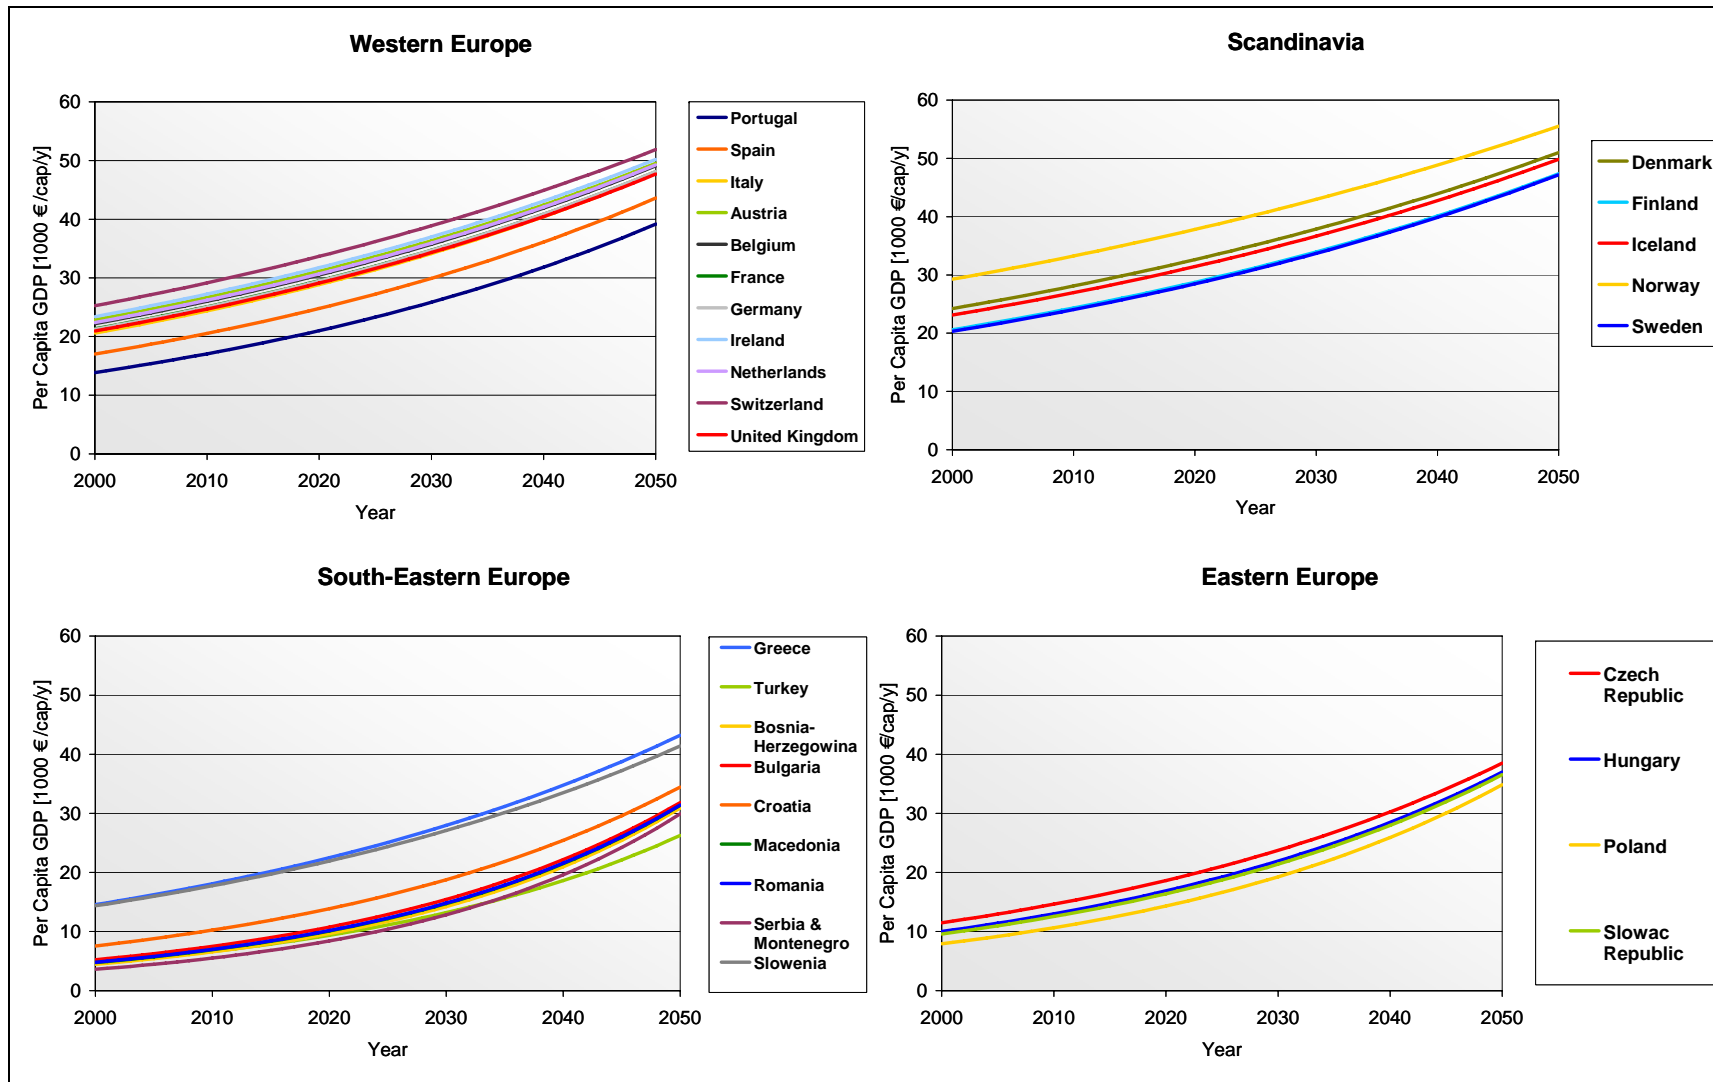 Western Europe
Per Capita GDP [1000 €/cap/y]
60
50
40
30
20
10
0
2000 2010 2020 2030 2040 2050
Year
Portugal
Spain
Italy
Austria
Belgium
France
Germany
Ireland
Netherlands
Switzerland
United Kingdom
Scandinavia
Per Capita GDP [1000 €/cap/y]
60
50
40
30
20
10
0
2000 2010 2020 2030 2040 2050
Year
Denmark
Finland
Iceland
Norway
Sweden
South-Eastern Europe
Per Capita GDP [1000 €/cap/y]
60
50
40
30
20
10
0
2000 2010 2020 2030 2040 2050
Year
Greece
Turkey
Bosnia-
Herzegowina
Bulgaria
Croatia
Macedonia
Romania
Serbia &
Montenegro
Slowenia
Eastern Europe
Per Capita GDP [1000 €/cap/y]
60
50
40
30
20
10
0
2000 2010 2020 2030 2040 2050
Year
Czech
Republic
Hungary
Poland
Slowac
Republic